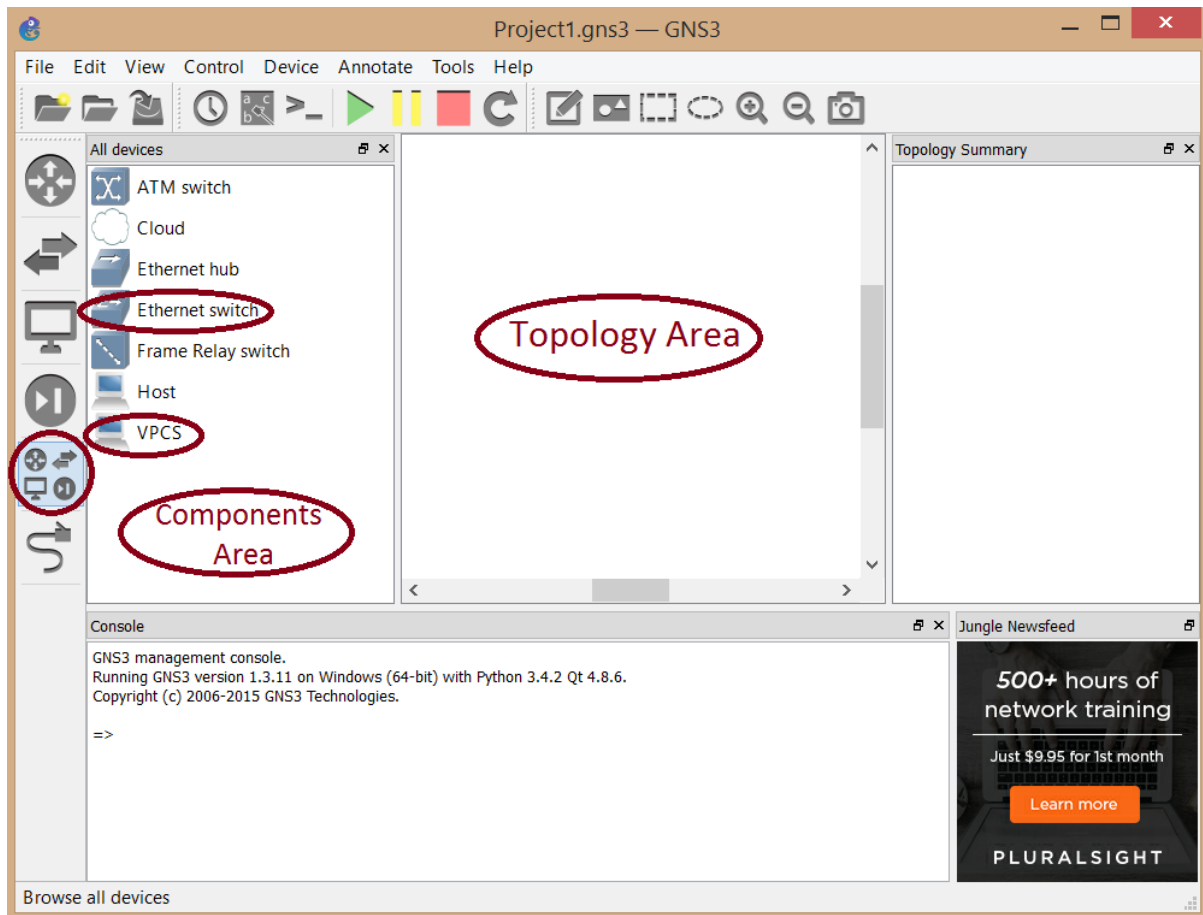 Project1.gns3 — GNS3
File Edit View Control Device Annotate Tools Help
All devices
Topology Summary
ATM switch
Cloud
Ethernet hub
Ethernet switch
Frame Relay switch
Host
VPCS
Components
Area
Topology Area
Console
Jungle Newsfeed
GNS3 management console.
Running GNS3 version 1.3.11 on Windows (64-bit) with Python 3.4.2 Qt 4.8.6.
Copyright (c) 2006-2015 GNS3 Technologies.
=>
500+ hours of
network training
Just $9.95 for 1st month
Learn more
PLURALSIGHT
Browse all devices